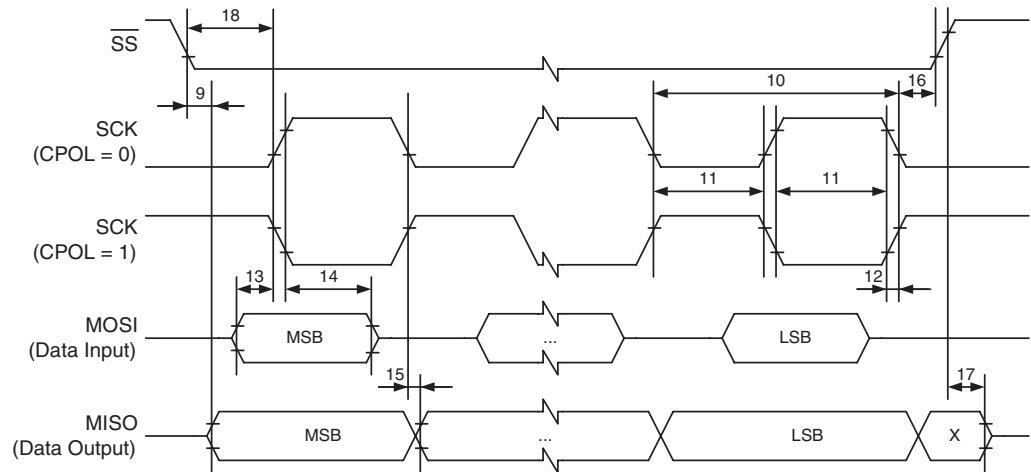 18
SS
10
16
9
SCK
(CPOL = 0)
11
11
SCK
(CPOL = 1)
13
14
12
MOSI
(Data Input)
MSB
...
LSB
15
17
MISO
(Data Output)
MSB
...
LSB
X